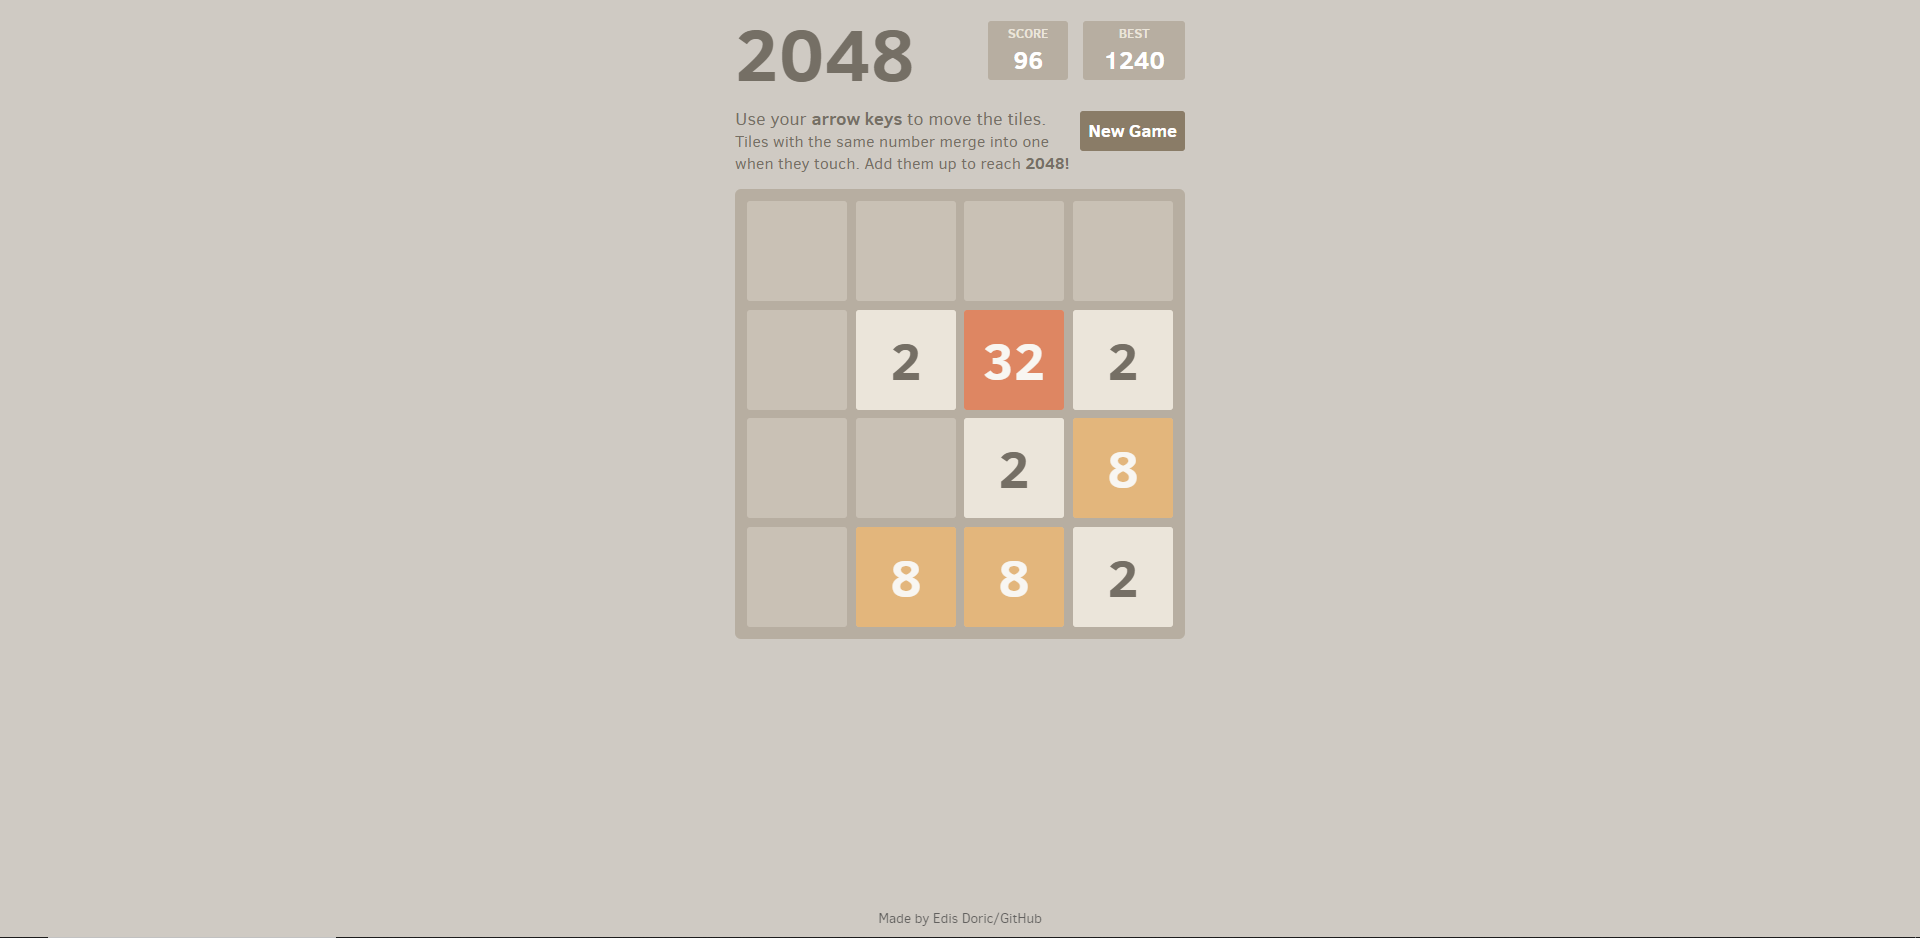 2048
SCORE
96
BEST
1240
Use your arrow keys to move the tiles.
Tiles with the same number merge into one
when they touch. Add them up to reach 2048!
New Game
2 32 2
2 8
8 8 2
Made by Edis Doric/GitHub